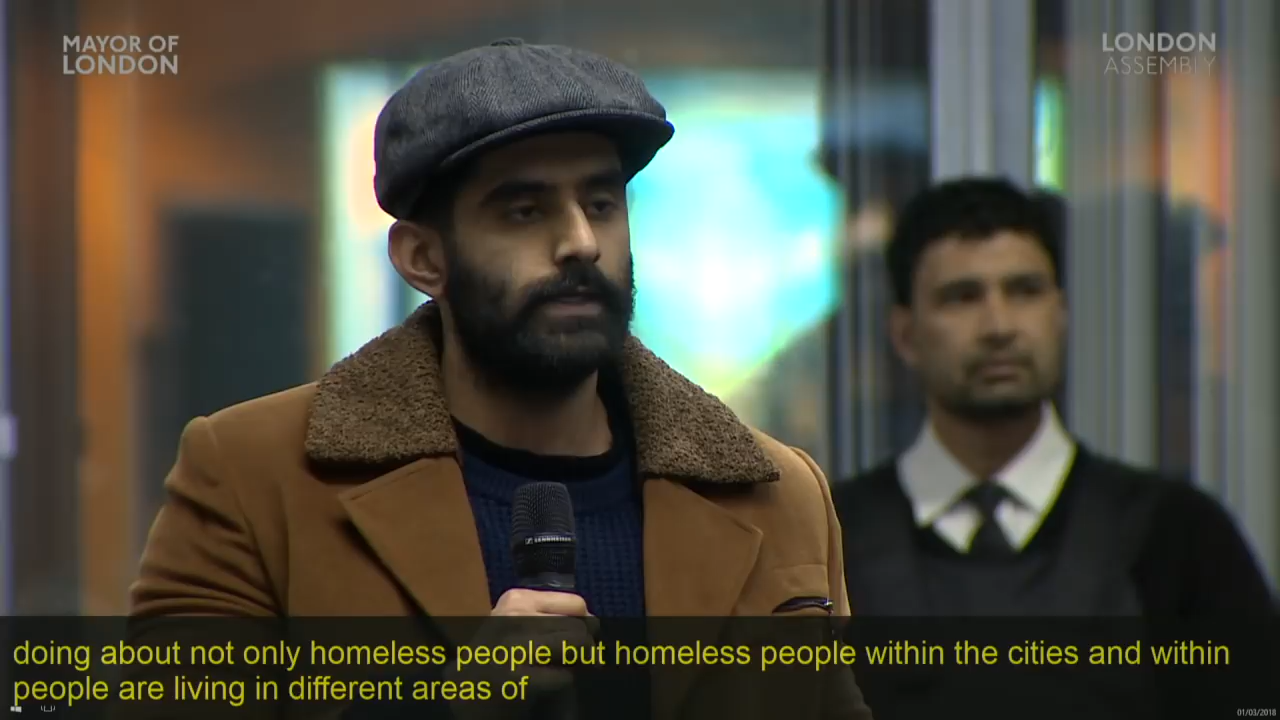 MAYOR OF
LONDON
LONDON
ASSEMBLY
SENNHEISER
doing about not only homeless people but homeless people within the cities and within
people are living in different areas of
01/03/2018